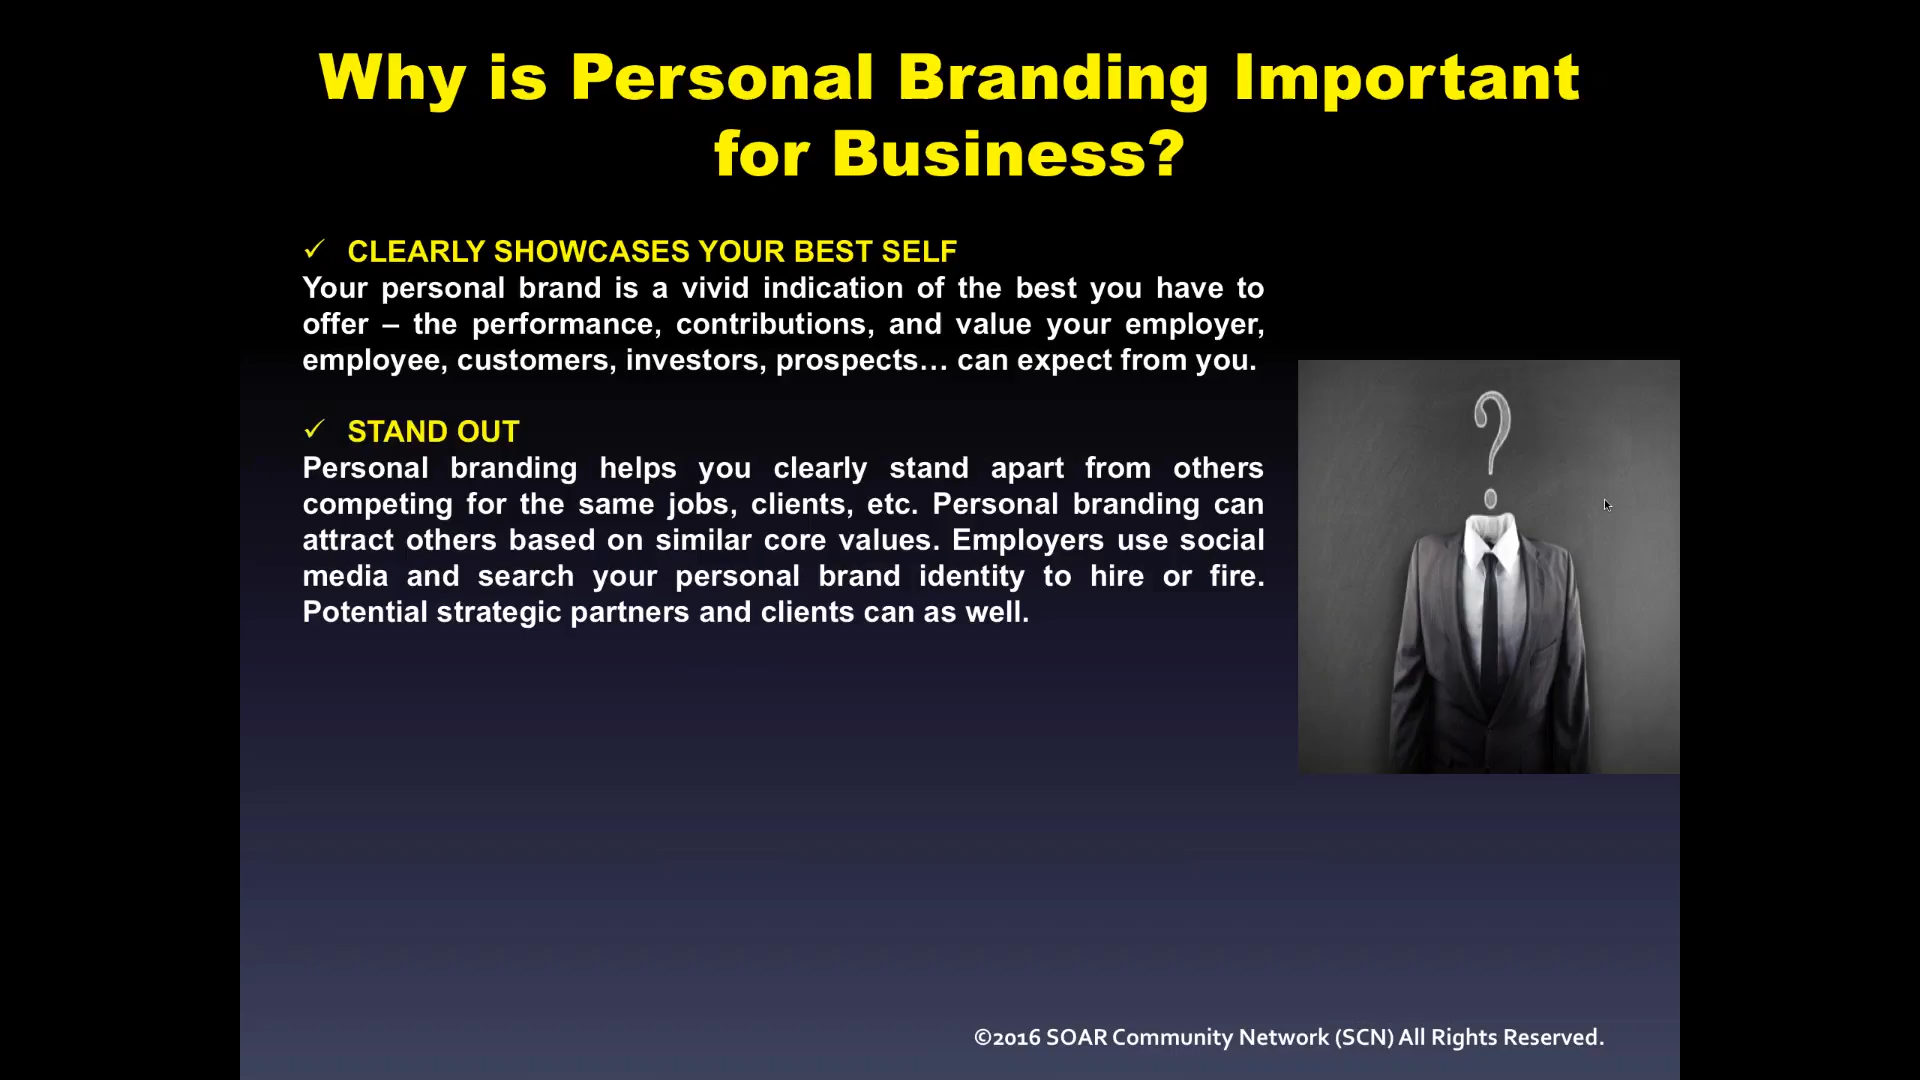 Why is Personal Branding Important
for Business?
✓ CLEARLY SHOWCASES YOUR BEST SELF
Your personal brand is a vivid indication of the best you have to
offer – the performance, contributions, and value your employer,
employee, customers, investors, prospects… can expect from you.
✓ STAND OUT
Personal branding helps you clearly stand apart from others
competing for the same jobs, clients, etc. Personal branding can
attract others based on similar core values. Employers use social
media and search your personal brand identity to hire or fire.
Potential strategic partners and clients can as well.
?
©2016 SOAR Community Network (SCN) All Rights Reserved.